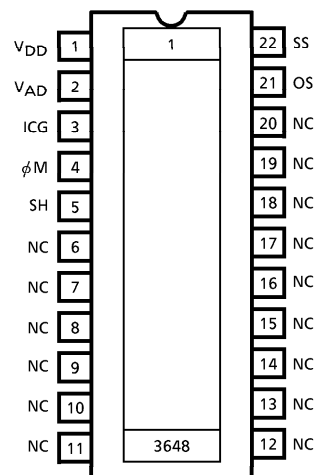 VDD 1 1 22 SS
VAD 2 21 OS
ICG 3 20 NC
ϕM 4 19 NC
SH 5 18 NC
NC 6 17 NC
NC 7 16 NC
NC 8 15 NC
NC 9 14 NC
NC 10 13 NC
NC 11 3648 12 NC